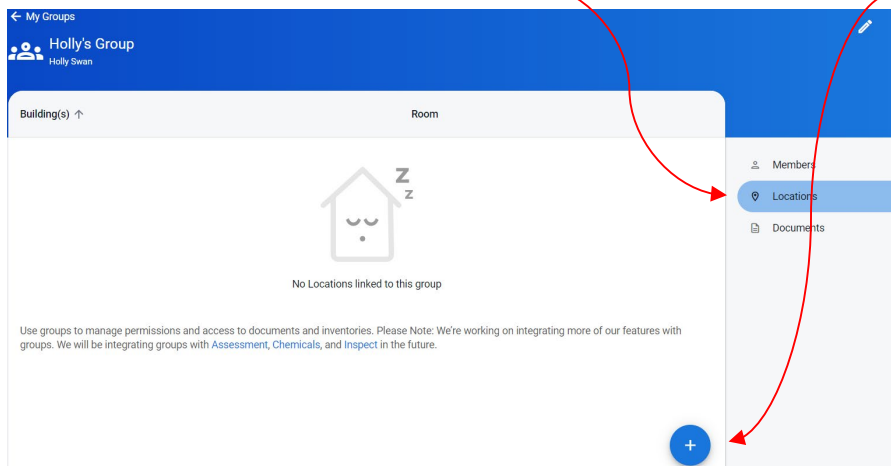 My Groups
Holly's Group
Holly Swan
Building(s) ↑ Room
Z
z
No Locations linked to this group
Use groups to manage permissions and access to documents and inventories. Please Note: We're working on integrating more of our features with
groups. We will be integrating groups with Assessment, Chemicals, and Inspect in the future.
+
Members
Locations
Documents